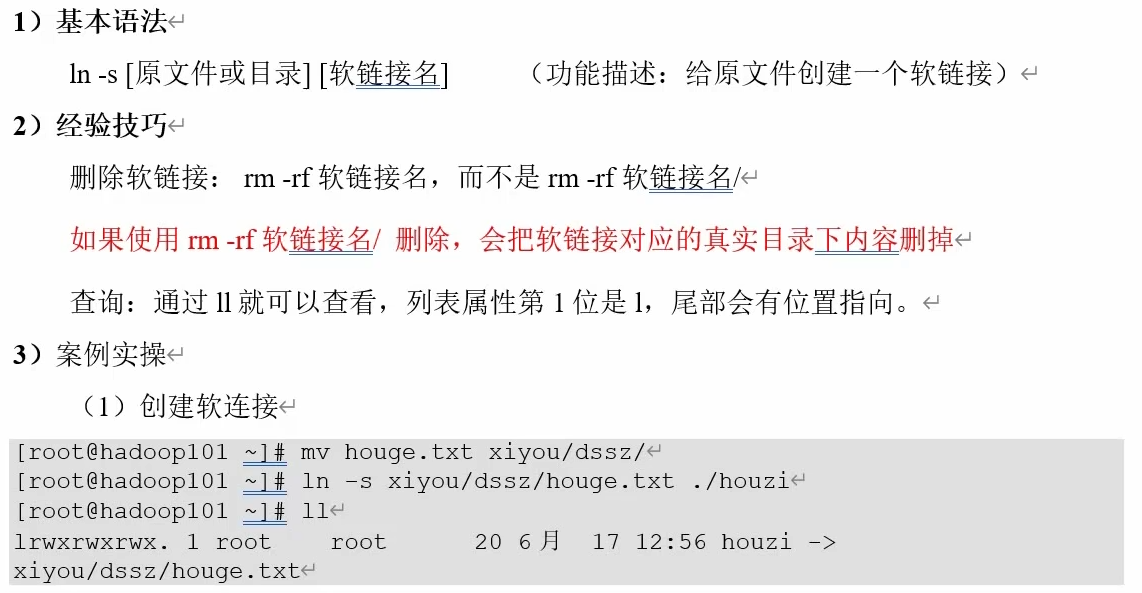 1）基本语法↵
ln -s [原文件或目录] [软链接名] （功能描述：给原文件创建一个软链接）↵
2）经验技巧↵
删除软链接： rm -rf 软链接名，而不是 rm -rf 软链接名/↵
如果使用 rm -rf 软链接名/ 删除，会把软链接对应的真实目录下内容删掉↵
查询：通过 ll 就可以查看，列表属性第 1 位是 l，尾部会有位置指向。↵
3）案例实操↵
（1）创建软连接↵
[root@hadoop101 ~]# mv houge.txt xiyou/dssz/↵
[root@hadoop101 ~]# ln -s xiyou/dssz/houge.txt ./houzi↵
[root@hadoop101 ~]# ll↵
lrwxrwxrwx. 1 root root 20 6月 17 12:56 houzi ->
xiyou/dssz/houge.txt↵